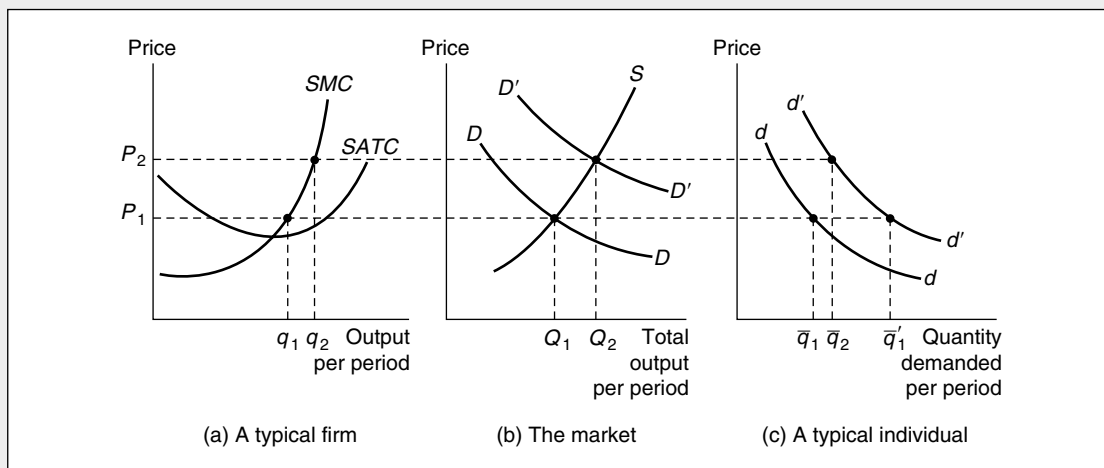 Price
Price
Price
SMC
SATC
P2
P1
q1 q2
Output
per period
(a) A typical firm
S
D'
D
D'
D
Q1 Q2
Total
output
per period
(b) The market
d'
d
d'
d
q̅1 q̅2 q̅'1
Quantity
demanded
per period
(c) A typical individual